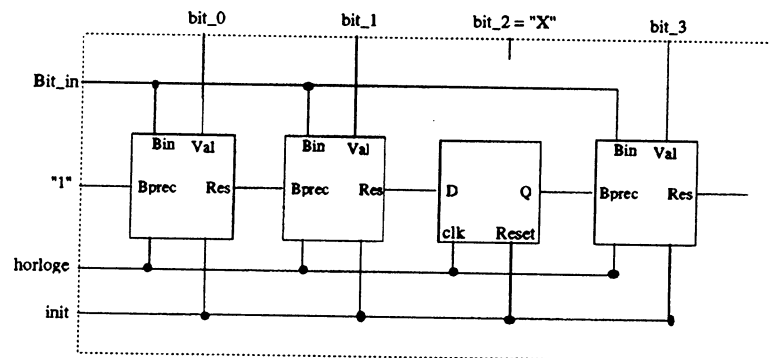 bit_0 bit_1 bit_2 = "X" bit_3
Bit_in
Bin Val Bin Val Bin Val
"1" Bprec Res Bprec Res D Q Bprec Res
clk Reset
horloge
init